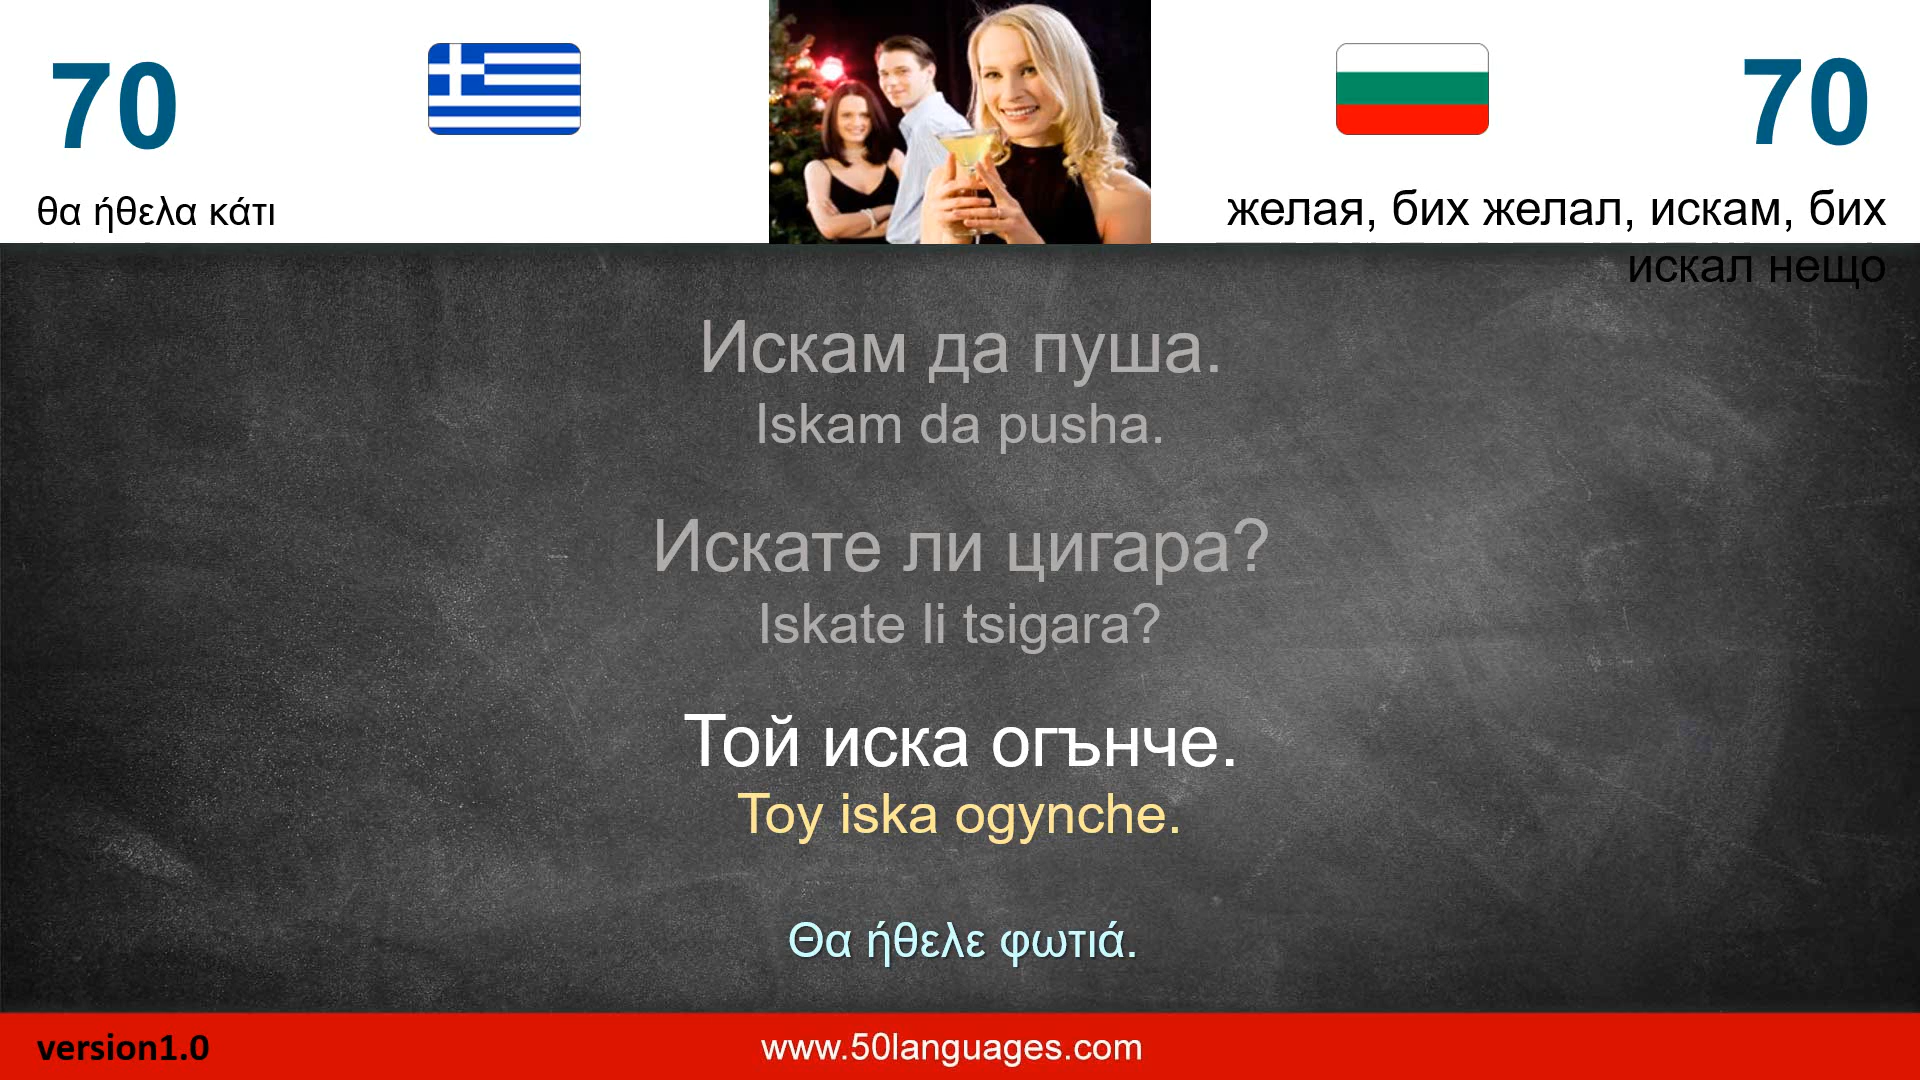 70
70
θα ήθελα κάτι
желая, бих желал, искам, бих
искал нещо
Искам да пуша.
Iskam da pusha.
Искате ли цигара?
Iskate li tsigara?
Той иска огънче.
Toy iska ogynche.
Θα ήθελε φωτιά.
version1.0
www.50languages.com